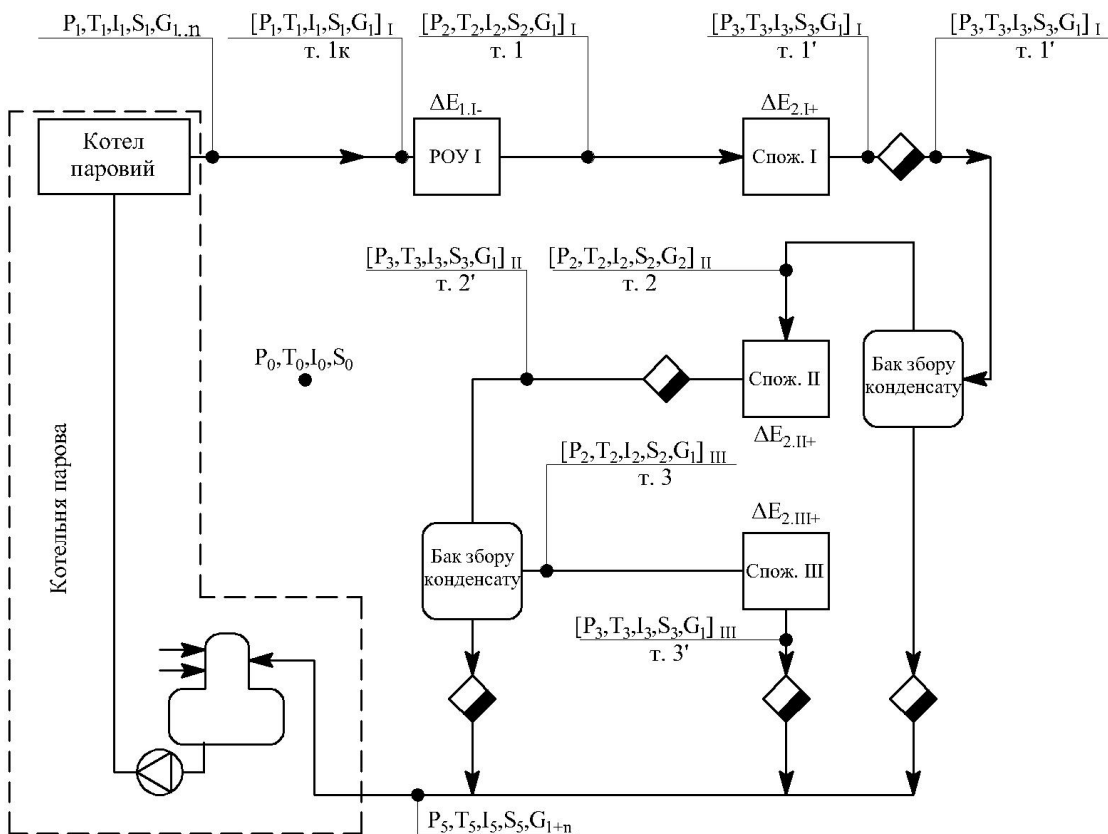 P₁,T₁,I₁,S₁,G₁..ₙ
[P₁,T₁,I₁,S₁,G₁] I
т. 1к
[P₂,T₂,I₂,S₂,G₁] I
т. 1
[P₃,T₃,I₃,S₃,G₁] I
т. 1'
[P₃,T₃,I₃,S₃,G₁] I
т. 1'
Котел
паровий
ΔE₁.I-
РОУ I
ΔE₂.I+
Спож. I
[P₃,T₃,I₃,S₃,G₁] II
т. 2'
[P₂,T₂,I₂,S₂,G₂] II
т. 2
P₀,T₀,I₀,S₀
Спож. II
ΔE₂.II+
Бак збору
конденсату
[P₂,T₂,I₂,S₂,G₁] III
т. 3
Котельня парова
Бак збору
конденсату
ΔE₂.III+
Спож. III
[P₃,T₃,I₃,S₃,G₁] III
т. 3'
P₅,T₅,I₅,S₅,G₁₊ₙ